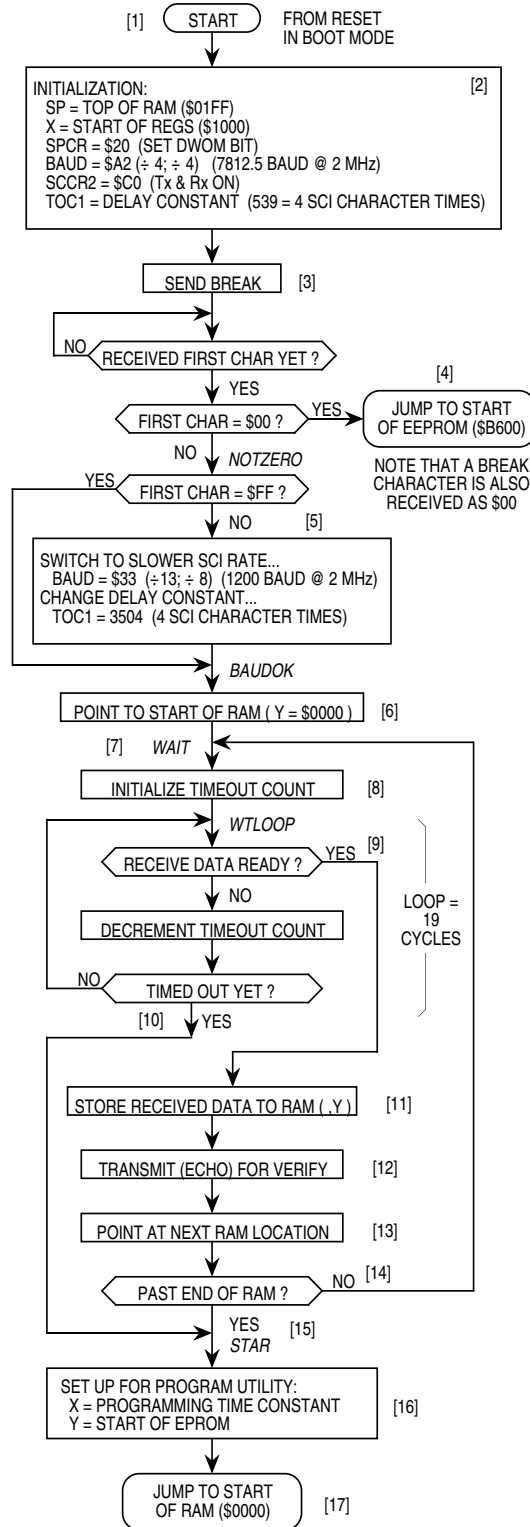 [1] START FROM RESET
IN BOOT MODE
[2]
INITIALIZATION:
SP = TOP OF RAM ($01FF)
X = START OF REGS ($1000)
SPCR = $20 (SET DWOM BIT)
BAUD = $A2 (÷ 4; ÷ 4) (7812.5 BAUD @ 2 MHz)
SCCR2 = $C0 (Tx & Rx ON)
TOC1 = DELAY CONSTANT (539 = 4 SCI CHARACTER TIMES)
SEND BREAK [3]
NO
RECEIVED FIRST CHAR YET ?
YES
[4]
FIRST CHAR = $00 ?
YES
JUMP TO START
OF EEPROM ($B600)
NOTE THAT A BREAK
CHARACTER IS ALSO
RECEIVED AS $00
NO NOTZERO
YES
FIRST CHAR = $FF ?
NO [5]
SWITCH TO SLOWER SCI RATE...
BAUD = $33 (÷13; ÷ 8) (1200 BAUD @ 2 MHz)
CHANGE DELAY CONSTANT...
TOC1 = 3504 (4 SCI CHARACTER TIMES)
BAUDOK
POINT TO START OF RAM ( Y = $0000 ) [6]
[7] WAIT
INITIALIZE TIMEOUT COUNT [8]
WTLOOP
RECEIVE DATA READY ? YES [9]
NO
LOOP =
19
CYCLES
DECREMENT TIMEOUT COUNT
NO
TIMED OUT YET ?
[10] YES
STORE RECEIVED DATA TO RAM ( ,Y ) [11]
TRANSMIT (ECHO) FOR VERIFY [12]
POINT AT NEXT RAM LOCATION [13]
PAST END OF RAM ? NO [14]
YES [15]
STAR
SET UP FOR PROGRAM UTILITY:
X = PROGRAMMING TIME CONSTANT
Y = START OF EPROM
[16]
JUMP TO START
OF RAM ($0000)
[17]